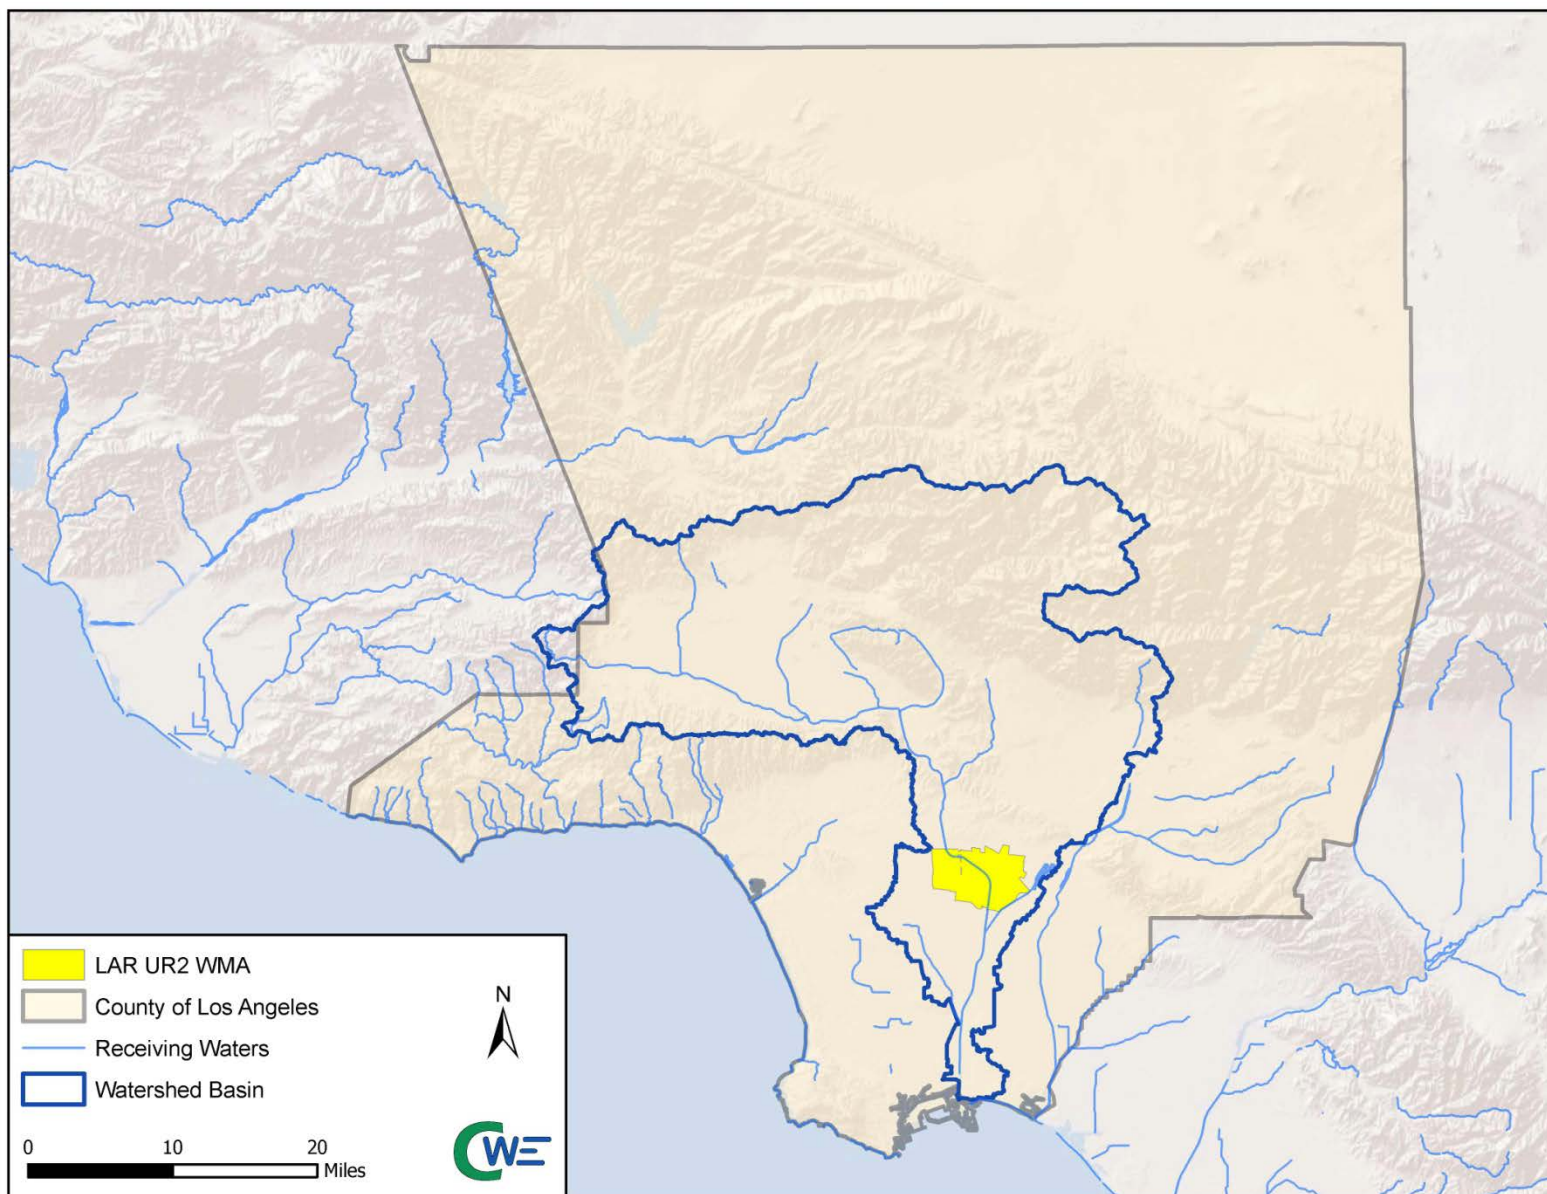 LAR UR2 WMA
County of Los Angeles
Receiving Waters
Watershed Basin
N
0 10 20
Miles
CWE